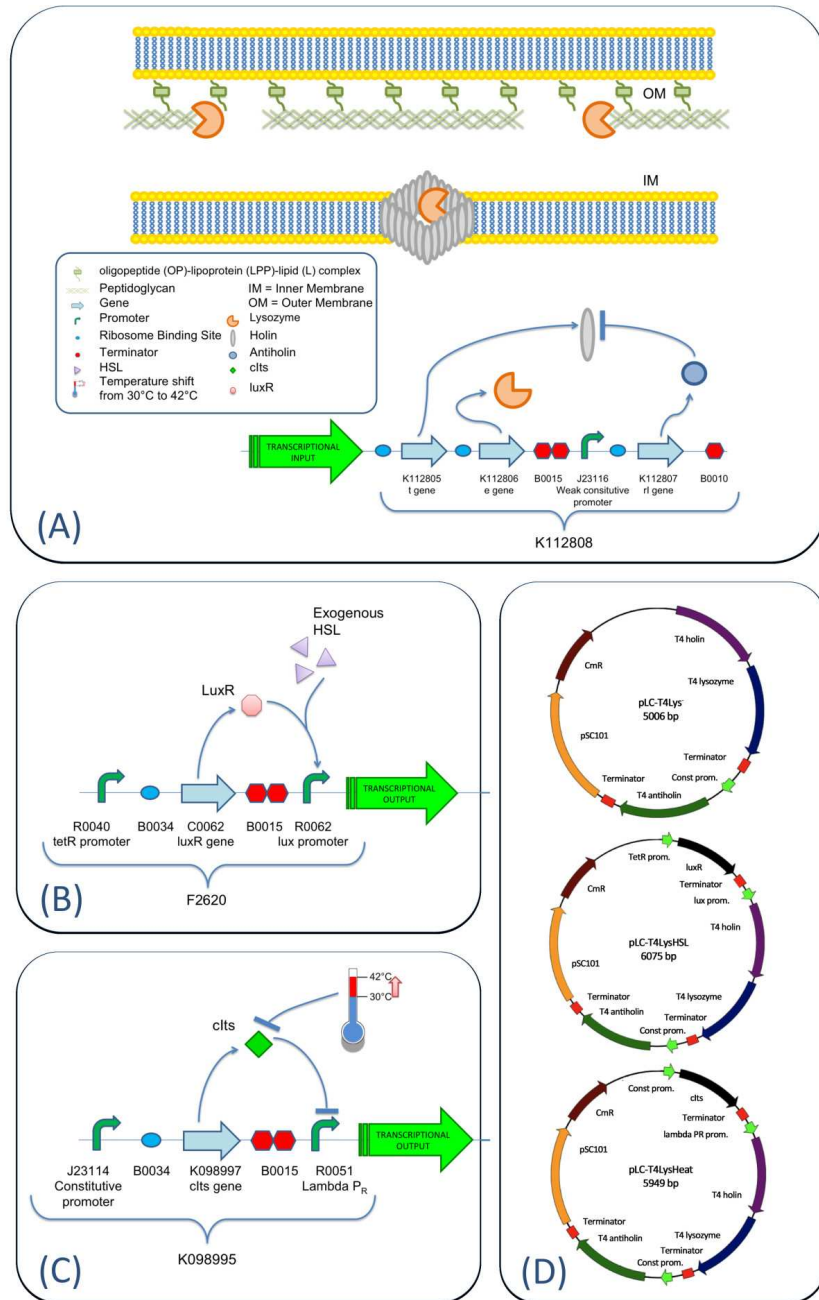 OM
IM
oligopeptide (OP)-lipoprotein (LPP)-lipid (L) complex
Peptidoglycan
IM = Inner Membrane
Gene
OM = Outer Membrane
Promoter
Lysozyme
Ribosome Binding Site
Holin
Terminator
Antiholin
HSL
cIts
Temperature shift
from 30°C to 42°C
luxR
TRANSCRIPTIONAL
INPUT
K112805
t gene
K112806
e gene
B0015
J23116
Weak consitutive
promoter
K112807
rI gene
B0010
K112808
(A)
Exogenous
HSL
LuxR
TRANSCRIPTIONAL
OUTPUT
R0040
tetR promoter
B0034
C0062
luxR gene
B0015
R0062
lux promoter
F2620
(B)
42°C
30°C
cIts
TRANSCRIPTIONAL
OUTPUT
J23114
Constitutive
promoter
B0034
K098997
cIts gene
B0015
R0051
Lambda PR
K098995
(C)
T4 holin
CmR
T4 lysozyme
pLC-T4Lys
5006 bp
pSC101
Terminator
Terminator
Const prom.
T4 antiholin
TetR prom.
luxR
CmR
Terminator
lux prom.
T4 holin
pLC-T4LysHSL
6075 bp
pSC101
Terminator
T4 lysozyme
T4 antiholin
Terminator
Const prom.
Const prom.
cIts
CmR
Terminator
lambda PR prom.
pSC101
pLC-T4LysHeat
5949 bp
T4 holin
Terminator
T4 lysozyme
T4 antiholin
Terminator
Const prom.
(D)